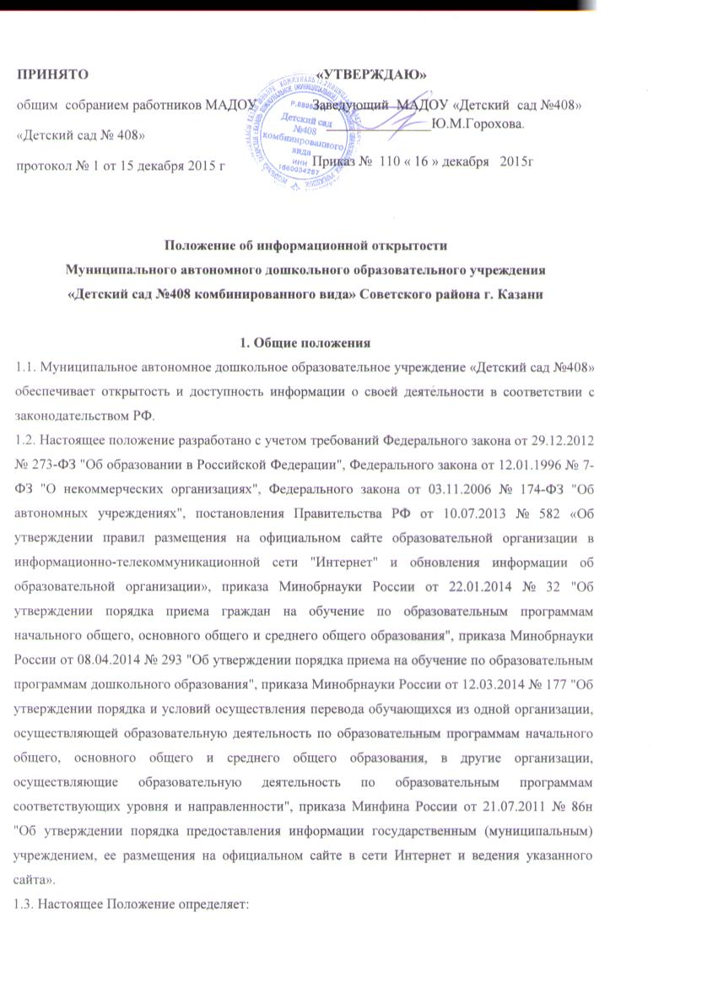 ПРИНЯТО
«УТВЕРЖДАЮ»
общим собранием работников МАДОУ
Заведующий МАДОУ «Детский сад №408»
«Детский сад № 408»
Ю.М.Горохова.
протокол № 1 от 15 декабря 2015 г
Приказ № 110 « 16 » декабря 2015г
Детский сад
№408
комбинированного
вида
ИНН
Положение об информационной открытости
Муниципального автономного дошкольного образовательного учреждения
«Детский сад №408 комбинированного вида» Советского района г. Казани
1. Общие положения
1.1. Муниципальное автономное дошкольное образовательное учреждение «Детский сад №408»
обеспечивает открытость и доступность информации о своей деятельности в соответствии с
законодательством РФ.
1.2. Настоящее положение разработано с учетом требований Федерального закона от 29.12.2012
№ 273-ФЗ "Об образовании в Российской Федерации", Федерального закона от 12.01.1996 № 7-
ФЗ "О некоммерческих организациях", Федерального закона от 03.11.2006 № 174-ФЗ "Об
автономных учреждениях", постановления Правительства РФ от 10.07.2013 № 582 «Об
утверждении правил размещения на официальном сайте образовательной организации в
информационно-телекоммуникационной сети "Интернет" и обновления информации об
образовательной организации», приказа Минобрнауки России от 22.01.2014 № 32 "Об
утверждении порядка приема граждан на обучение по образовательным программам
начального общего, основного общего и среднего общего образования", приказа Минобрнауки
России от 08.04.2014 № 293 "Об утверждении порядка приема на обучение по образовательным
программам дошкольного образования", приказа Минобрнауки России от 12.03.2014 № 177 "Об
утверждении порядка и условий осуществления перевода обучающихся из одной организации,
осуществляющей образовательную деятельность по образовательным программам начального
общего, основного общего и среднего общего образования, в другие организации,
осуществляющие образовательную деятельность по образовательным программам
соответствующих уровня и направленности", приказа Минфина России от 21.07.2011 № 86н
"Об утверждении порядка предоставления информации государственным (муниципальным)
учреждением, ее размещения на официальном сайте в сети Интернет и ведения указанного
сайта».
1.3. Настоящее Положение определяет: